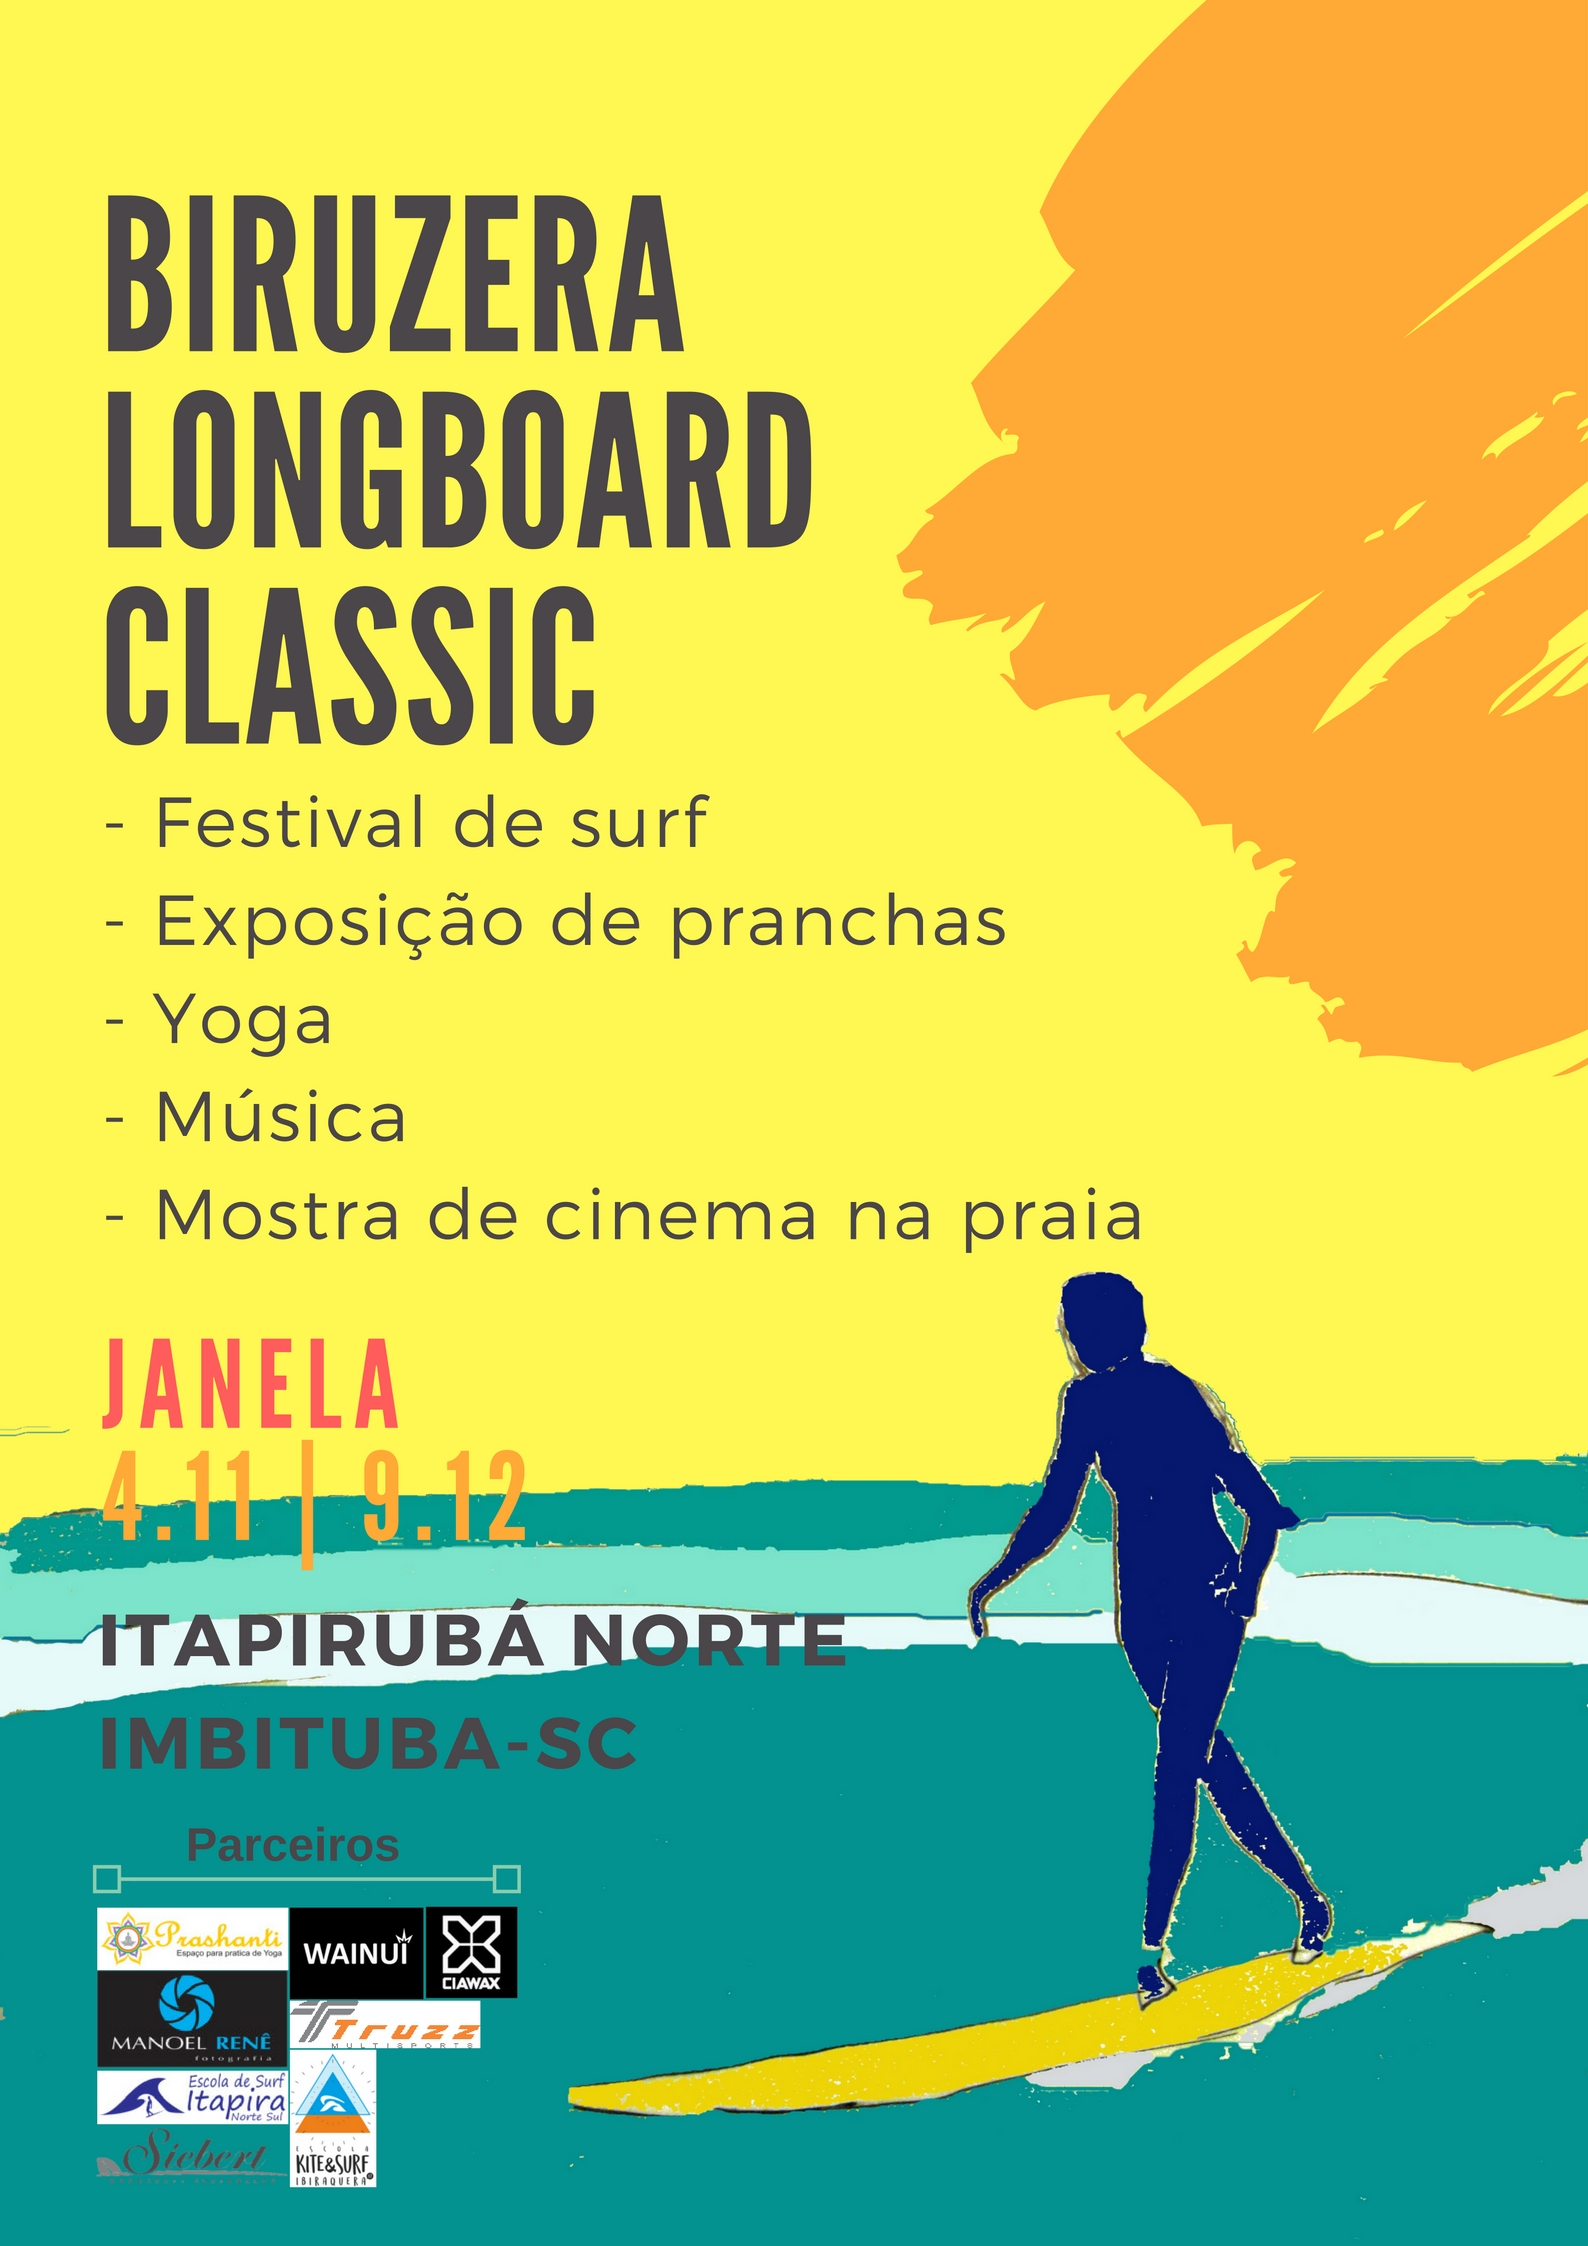 BIRUZERA
LONGBOARD
CLASSIC
- Festival de surf
- Exposição de pranchas
- Yoga
- Música
- Mostra de cinema na praia
JANELA
4.11 | 9.12
ITAPIRUBÁ NORTE
IMBITUBA-SC
Parceiros
Prashanti
Espaço para pratica de Yoga
WAINUI
CIAWAX
MANOEL RENÊ
fotografia
Truzz
MULTISPORTS
Escola de Surf
Itapira
Norte Sul
Siebert
ESCOLA
KITE&SURF
IBIRAQUERA